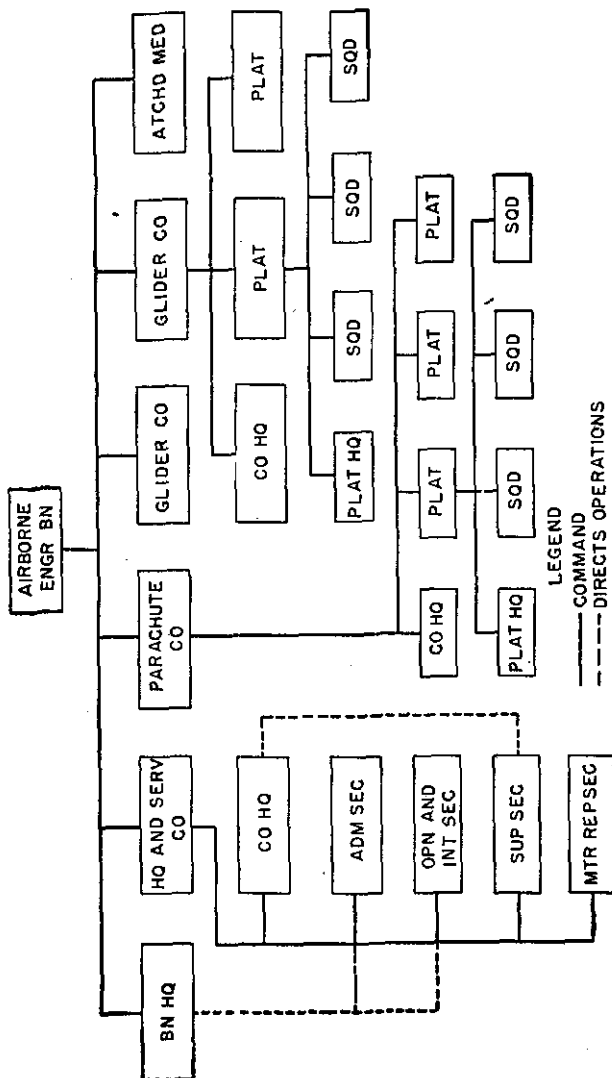 AIRBORNE
ENGR BN
BN HQ
HQ AND SERV
CO
PARACHUTE
CO
GLIDER CO
GLIDER CO
ATCHD MED
CO HQ
ADM SEC
OPN AND
INT SEC
SUP SEC
MTR REPSEC
CO HQ
PLAT
PLAT
PLAT HQ
SQD
SQD
SQD
CO HQ
PLAT
PLAT
PLAT
PLAT HQ
SQD
SQD
SQD
LEGEND
COMMAND
DIRECTS OPERATIONS